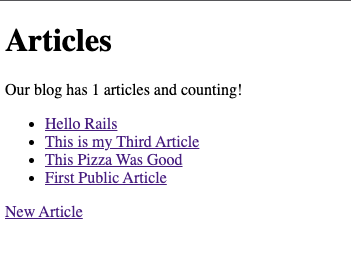 Articles
Our blog has 1 articles and counting!
Hello Rails
This is my Third Article
This Pizza Was Good
First Public Article
New Article